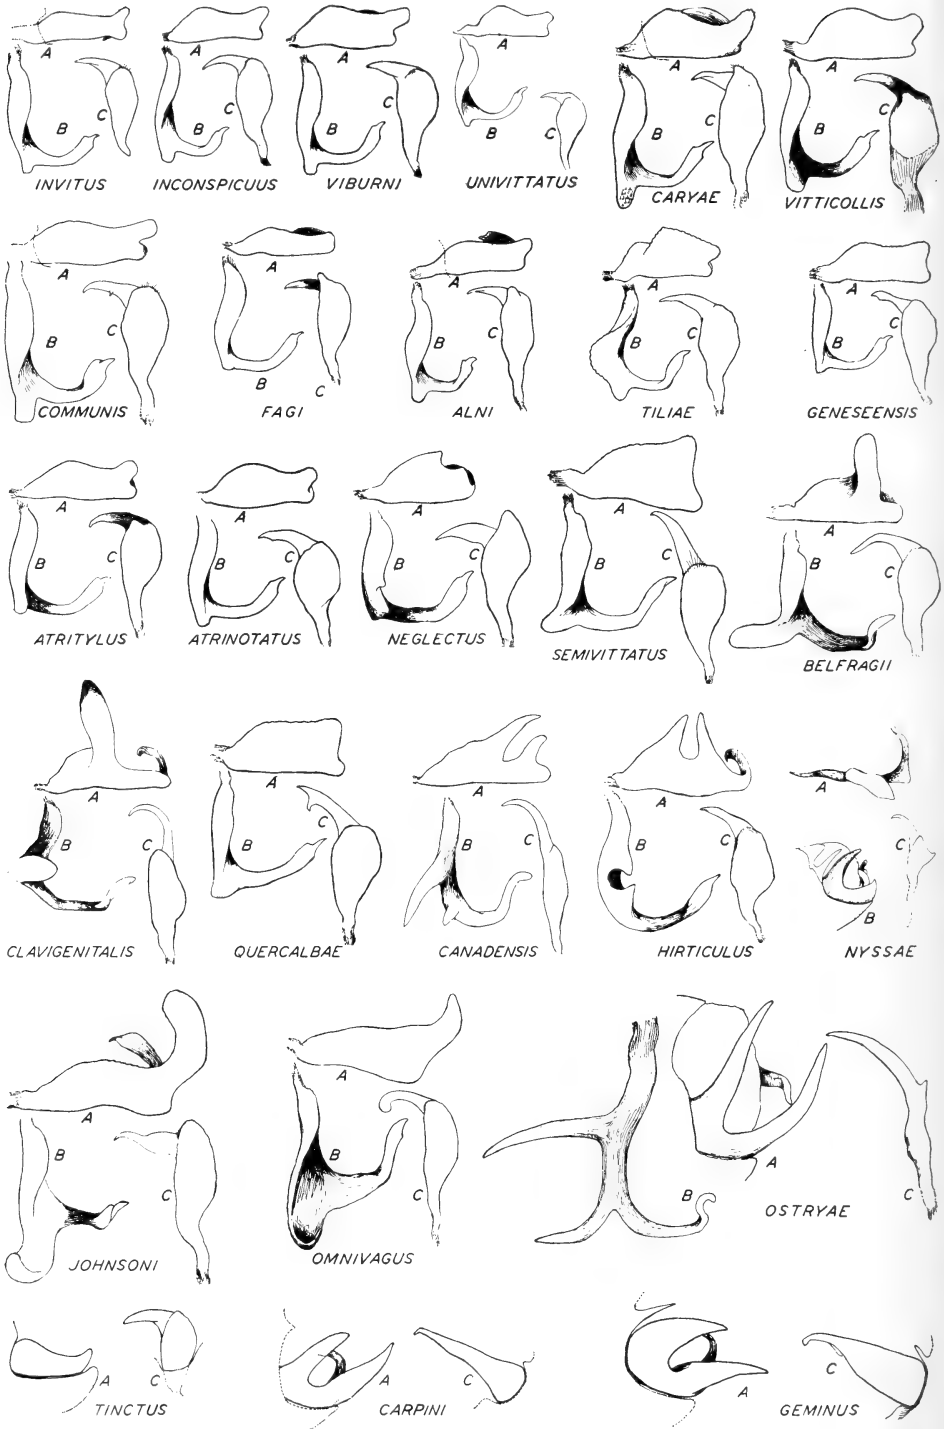 A A A A A A
B C B C B C B C B C B C
INVITUS INCONSPICUUS VIBURNI UNIVITTATUS CARYAE VITTICOLLIS
A A A A A
B C B C B C B C B C
COMMUNIS FAGI ALNI TILIAE GENESEENSIS
A A A A A
B C B C B C B C B C
ATRITYLUS ATRINOTATUS NEGLECTUS SEMIVITTATUS BELFRAGII
A A A A A
B C B C B C B C B C
CLAVIGENITALIS QUERCALBAE CANADENSIS HIRTICULUS NYSSAE
A A A
B C B C B C
JOHNSONI OMNIVAGUS OSTRYAE
A C A C A C
TINCTUS CARPINI GEMINUS